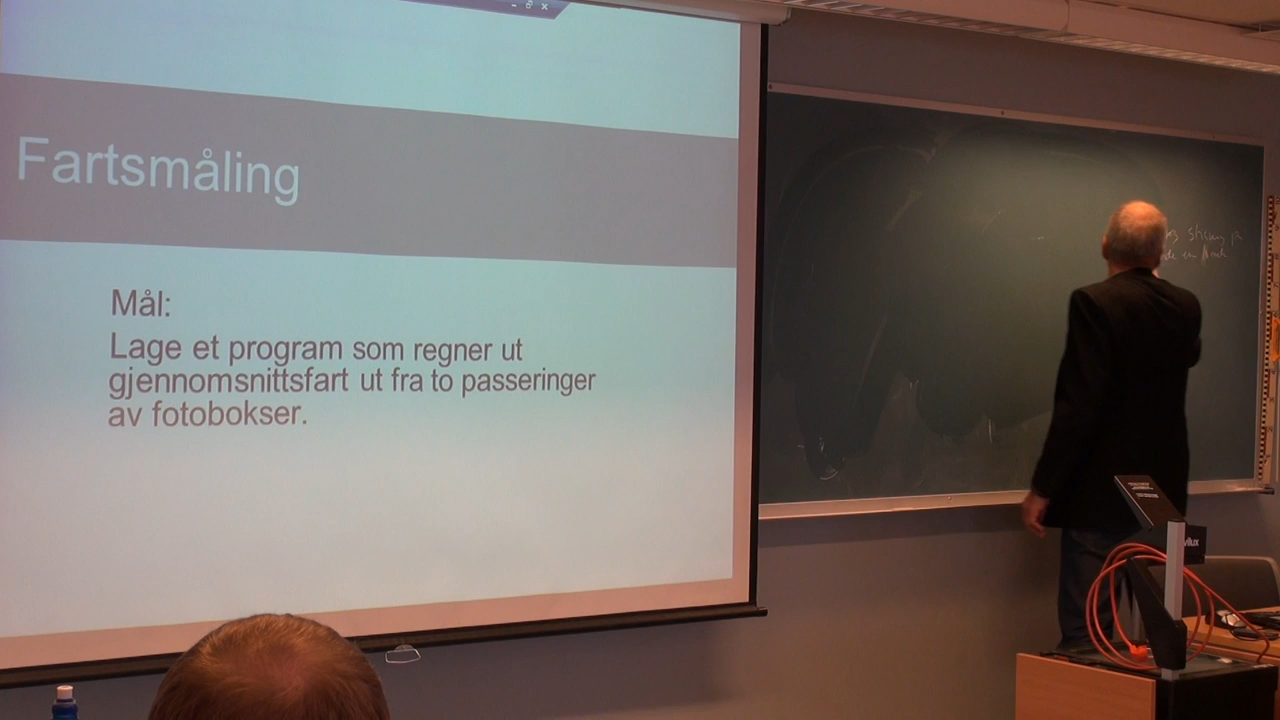 Fartsmåling
Mål:
Lage et program som regner ut
gjennomsnittsfart ut fra to passeringer
av fotobokser.